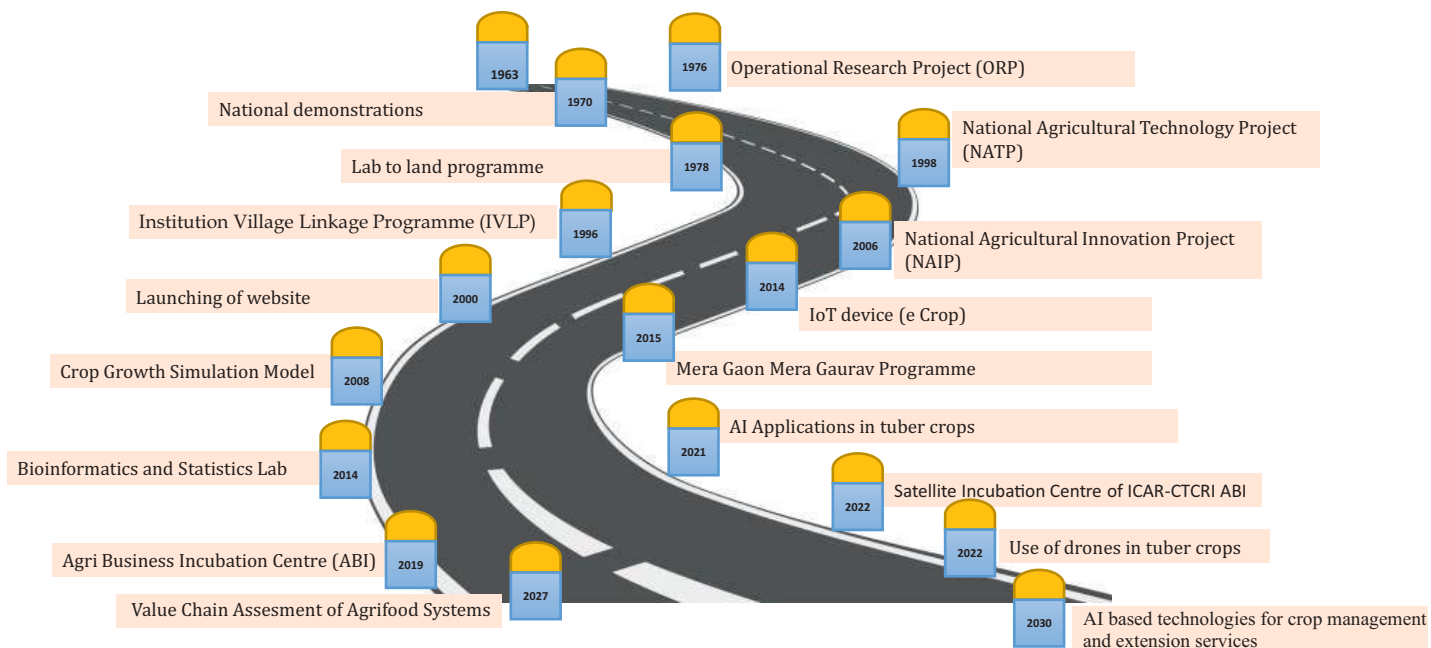 1963
1976
Operational Research Project (ORP)
1970
National demonstrations
National Agricultural Technology Project
(NATP)
1998
1978
Lab to land programme
Institution Village Linkage Programme (IVLP)
1996
2006
National Agricultural Innovation Project
(NAIP)
2014
IoT device (e Crop)
2000
Launching of website
2015
Mera Gaon Mera Gaurav Programme
Crop Growth Simulation Model
2008
AI Applications in tuber crops
2021
Bioinformatics and Statistics Lab
2014
Satellite Incubation Centre of ICAR-CTCRI ABI
2022
2022
Use of drones in tuber crops
Agri Business Incubation Centre (ABI)
2019
Value Chain Assesment of Agrifood Systems
2027
2030
AI based technologies for crop management
and extension services